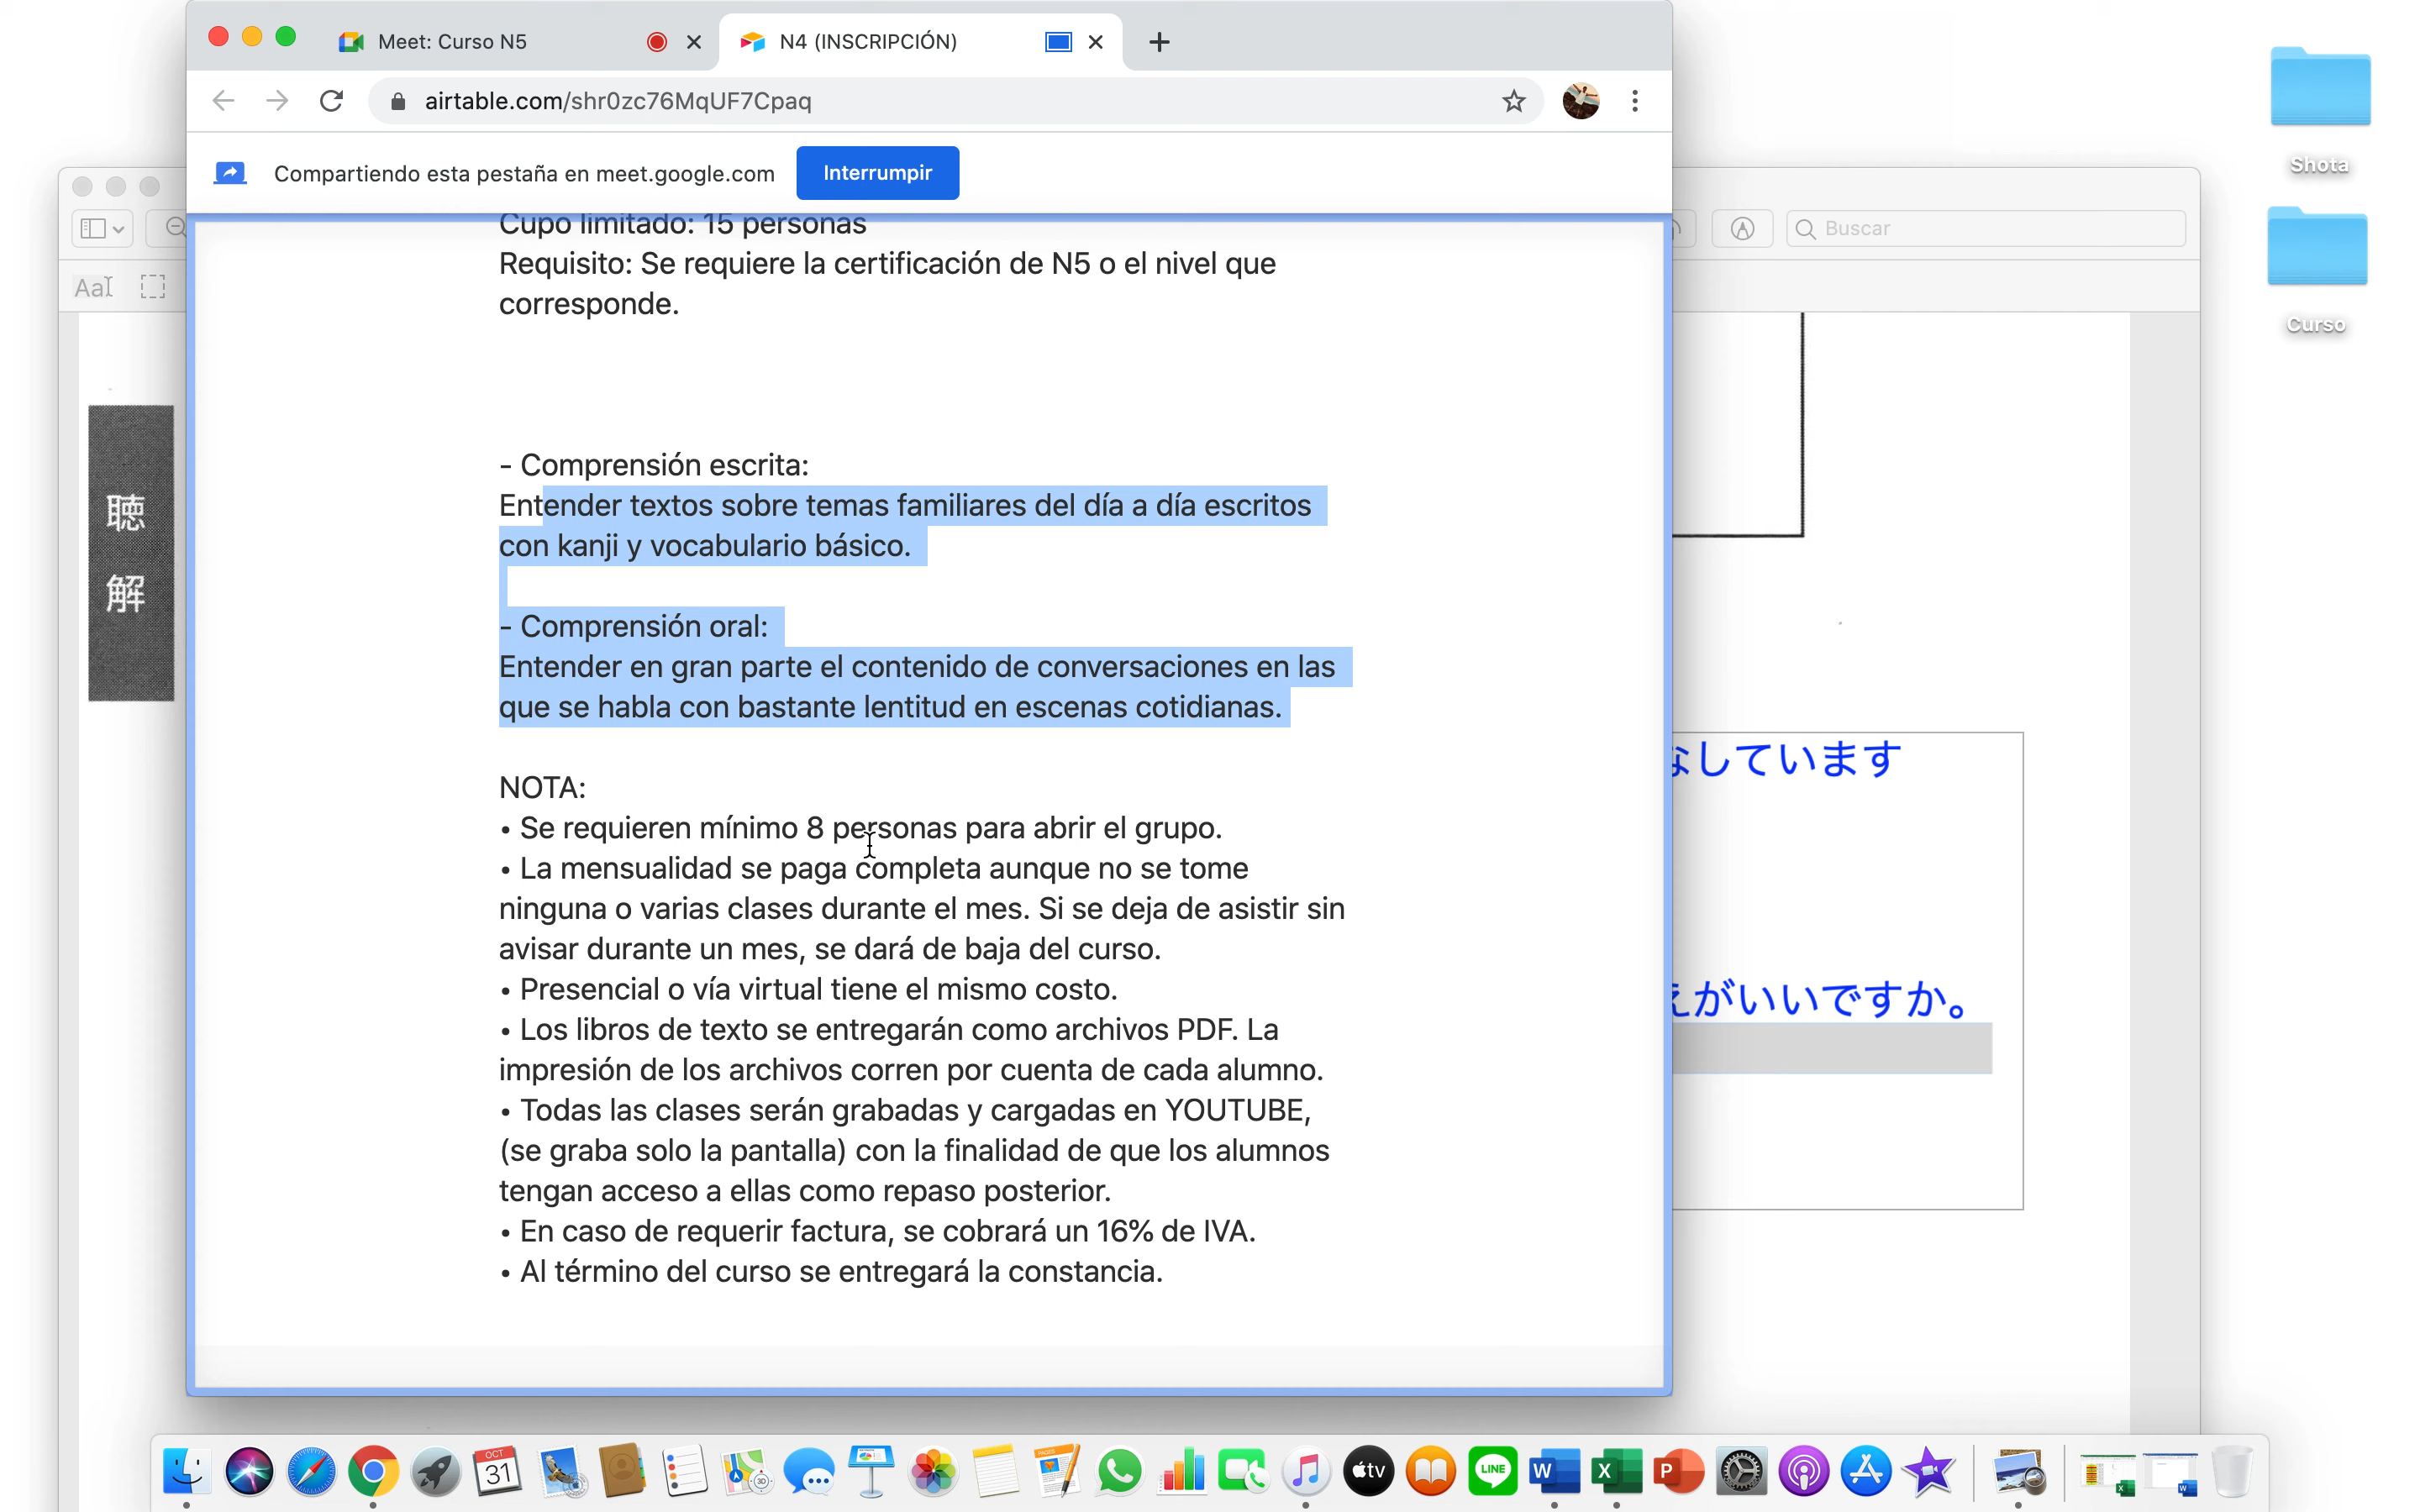 Meet: Curso N5
N4 (INSCRIPCIÓN)
airtable.com/shr0zc76MqUF7Cpaq
Compartiendo esta pestaña en meet.google.com
Interrumpir
Buscar
Shota
Curso
聴
解
Cupo limitado: 15 personas
Requisito: Se requiere la certificación de N5 o el nivel que
corresponde.
- Comprensión escrita:
Entender textos sobre temas familiares del día a día escritos
con kanji y vocabulario básico.
- Comprensión oral:
Entender en gran parte el contenido de conversaciones en las
que se habla con bastante lentitud en escenas cotidianas.
NOTA:
• Se requieren mínimo 8 personas para abrir el grupo.
• La mensualidad se paga completa aunque no se tome
ninguna o varias clases durante el mes. Si se deja de asistir sin
avisar durante un mes, se dará de baja del curso.
• Presencial o vía virtual tiene el mismo costo.
• Los libros de texto se entregarán como archivos PDF. La
impresión de los archivos corren por cuenta de cada alumno.
• Todas las clases serán grabadas y cargadas en YOUTUBE,
(se graba solo la pantalla) con la finalidad de que los alumnos
tengan acceso a ellas como repaso posterior.
• En caso de requerir factura, se cobrará un 16% de IVA.
• Al término del curso se entregará la constancia.
しています
がいいですか。
OCT
31
PAGES
3D
tv
LINE
W
X
P